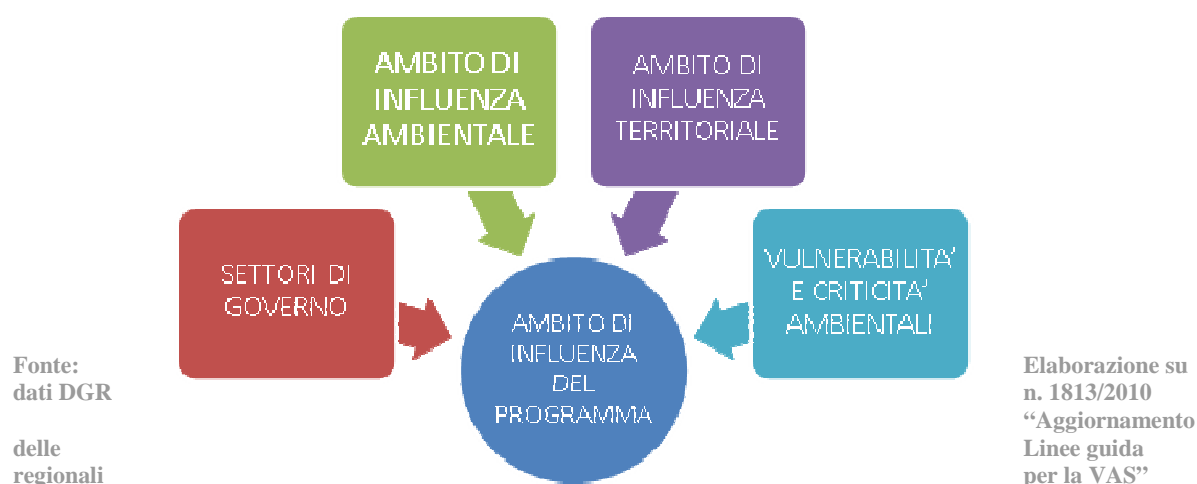 AMBITO DI
INFLUENZA
AMBIENTALE
AMBITO DI
INFLUENZA
TERRITORIALE
SETTORI DI
GOVERNO
VULNERABILITA'
E CRITICITA'
AMBIENTALI
AMBITO DI
INFLUENZA
DEL
PROGRAMMA
Fonte: Elaborazione su
dati DGR n. 1813/2010
“Aggiornamento
delle Linee guida
regionali per la VAS”